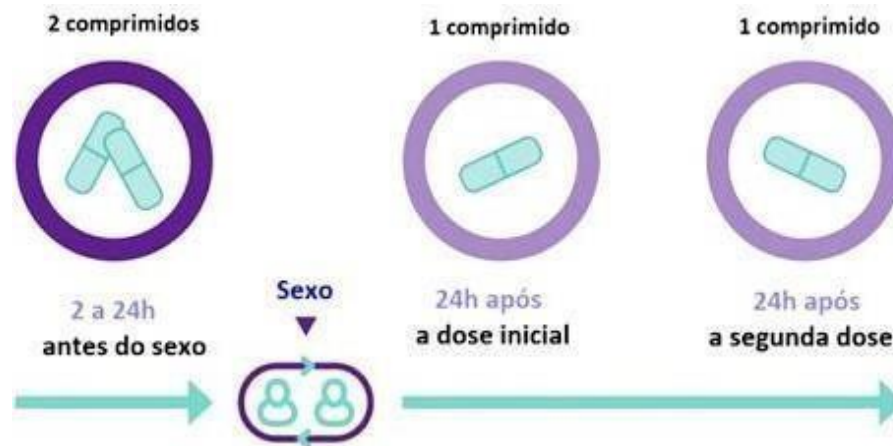 2 comprimidos
1 comprimido
1 comprimido
2 a 24h
antes do sexo
Sexo
24h após
a dose inicial
24h após
a segunda dose